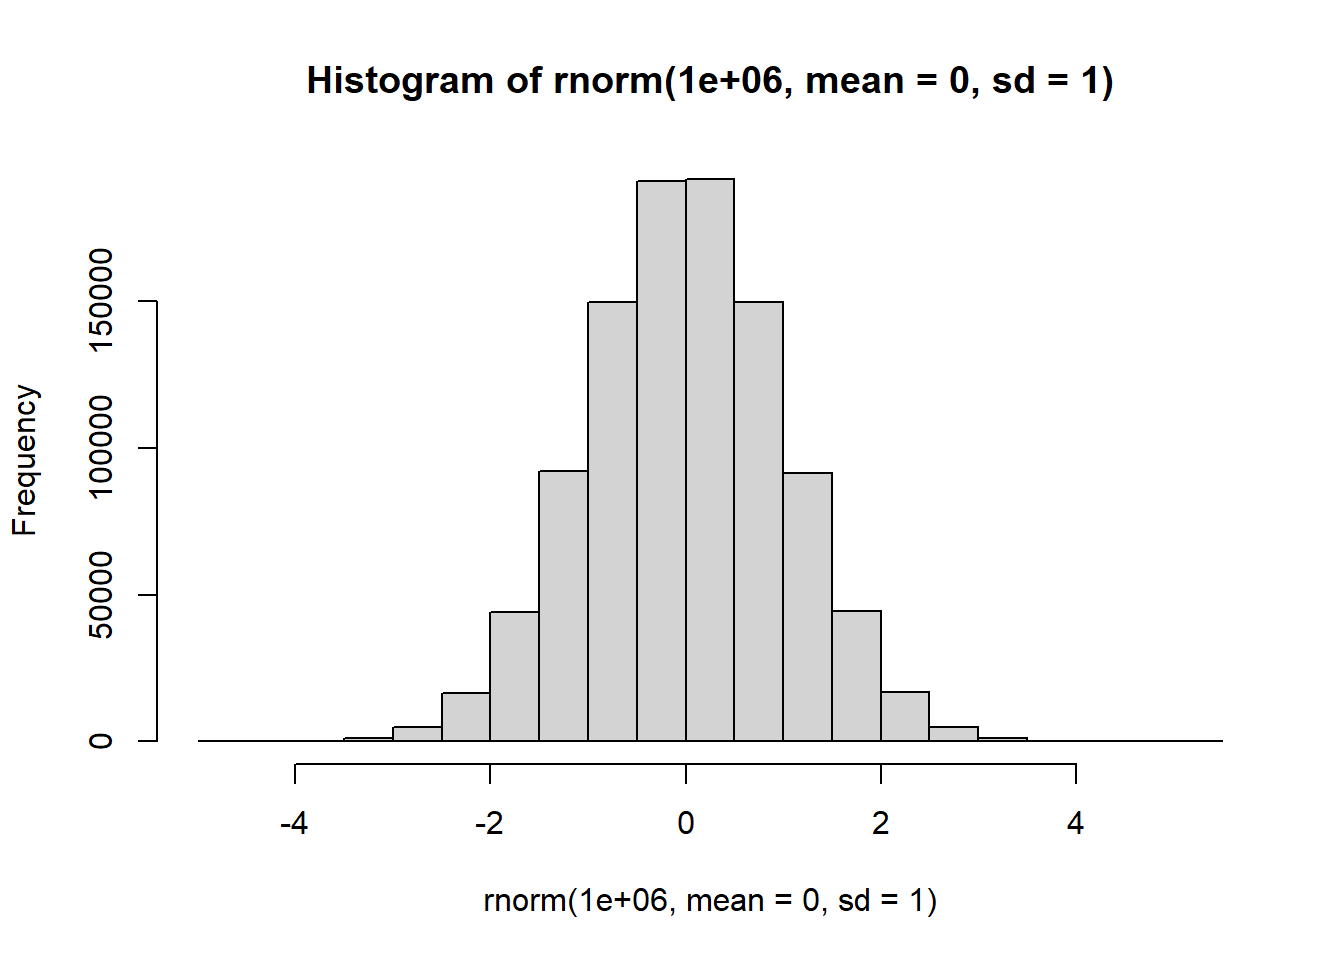 Histogram of rnorm(1e+06, mean = 0, sd = 1)
Frequency
150000
100000
50000
0
-4 -2 0 2 4
rnorm(1e+06, mean = 0, sd = 1)